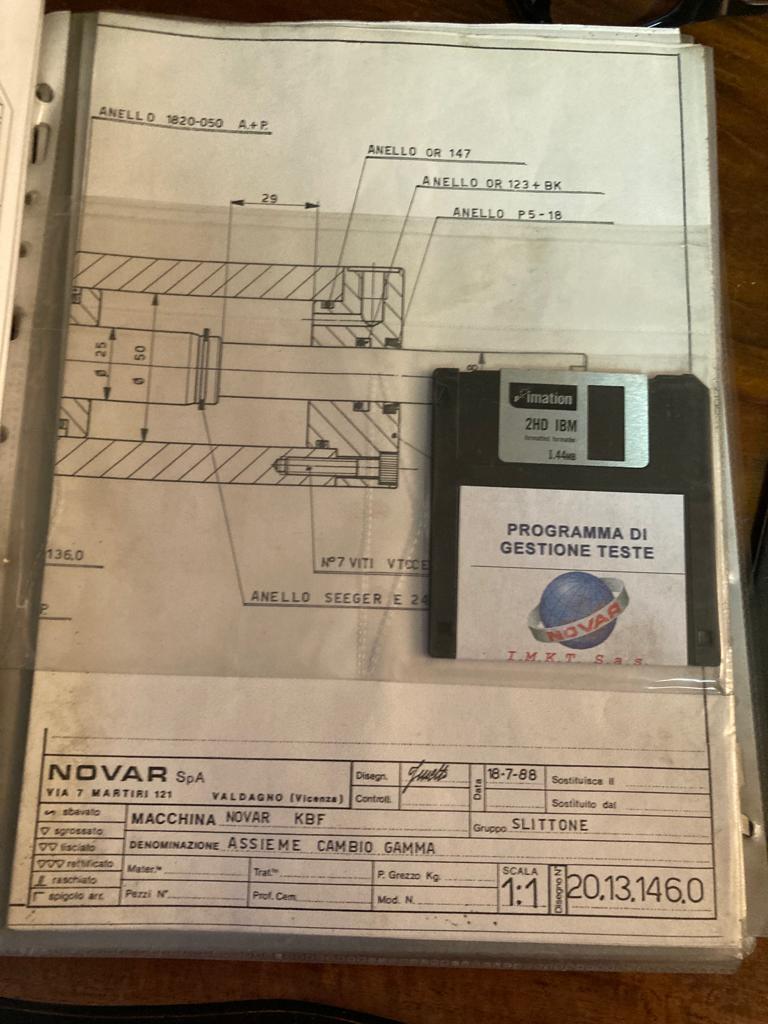 ANELLO 1820-050 A.+P.
ANELLO OR 147
ANELLO OR 123 + BK
ANELLO P5-18
29
Ø 25
Ø 50
136.0
N°7 VITI VTCCE
ANELLO SEEGER E 24
P.
imation
2HD IBM
1.44MB
PROGRAMMA DI
GESTIONE TESTE
NOVAR
I.M.K.T. S.a.s.
NOVAR SpA
VIA 7 MARTIRI 121 VALDAGNO (Vicenza)
Disegn.
Controll.
Data 18-7-88
Sostituisce il
Sostituito dal
sbavato
sgrossato
lisciato
rettificato
raschiato
spigolo arr.
MACCHINA NOVAR KBF
Gruppo SLITTONE
DENOMINAZIONE ASSIEME CAMBIO GAMMA
Mater.le
Tratt.to
P. Grezzo Kg.
Pezzi N°
Prof. Cem.
Mod. N.
SCALA
1:1
Disegno N°
20.13.146.0